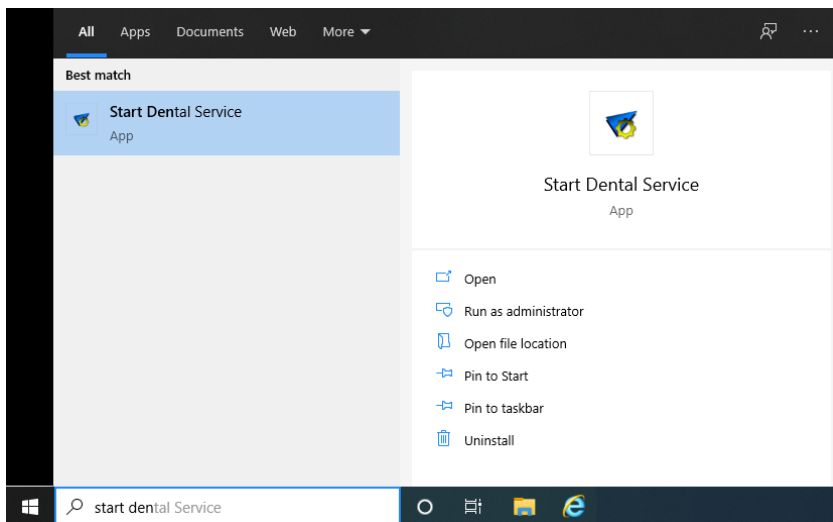 All Apps Documents Web More
Best match
Start Dental Service
App
Start Dental Service
App
Open
Run as administrator
Open file location
Pin to Start
Pin to taskbar
Uninstall
start dental Service